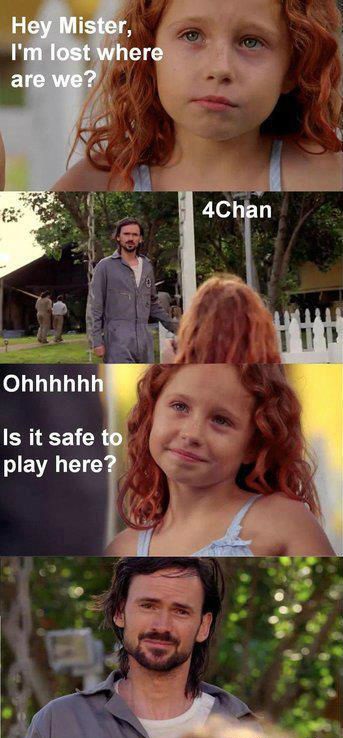 Hey Mister,
I'm lost where
are we?
4Chan
Ohhhhhh
Is it safe to
play here?